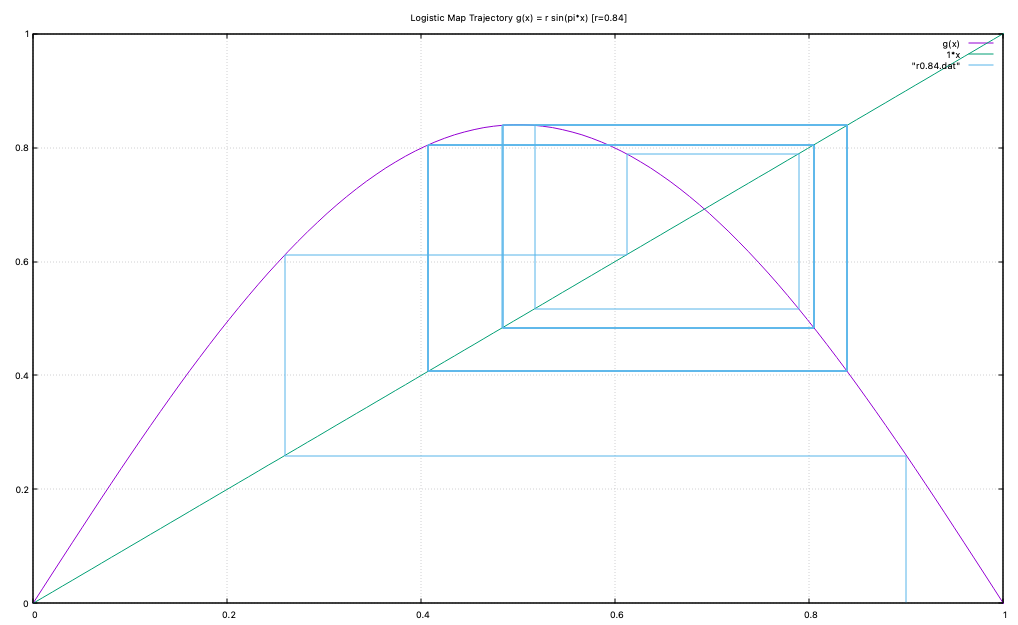 Logistic Map Trajectory g(x) = r sin(pi*x) [r=0.84]
g(x)
1*x
"r0.84.dat"
1
0.8
0.6
0.4
0.2
0
0 0.2 0.4 0.6 0.8 1